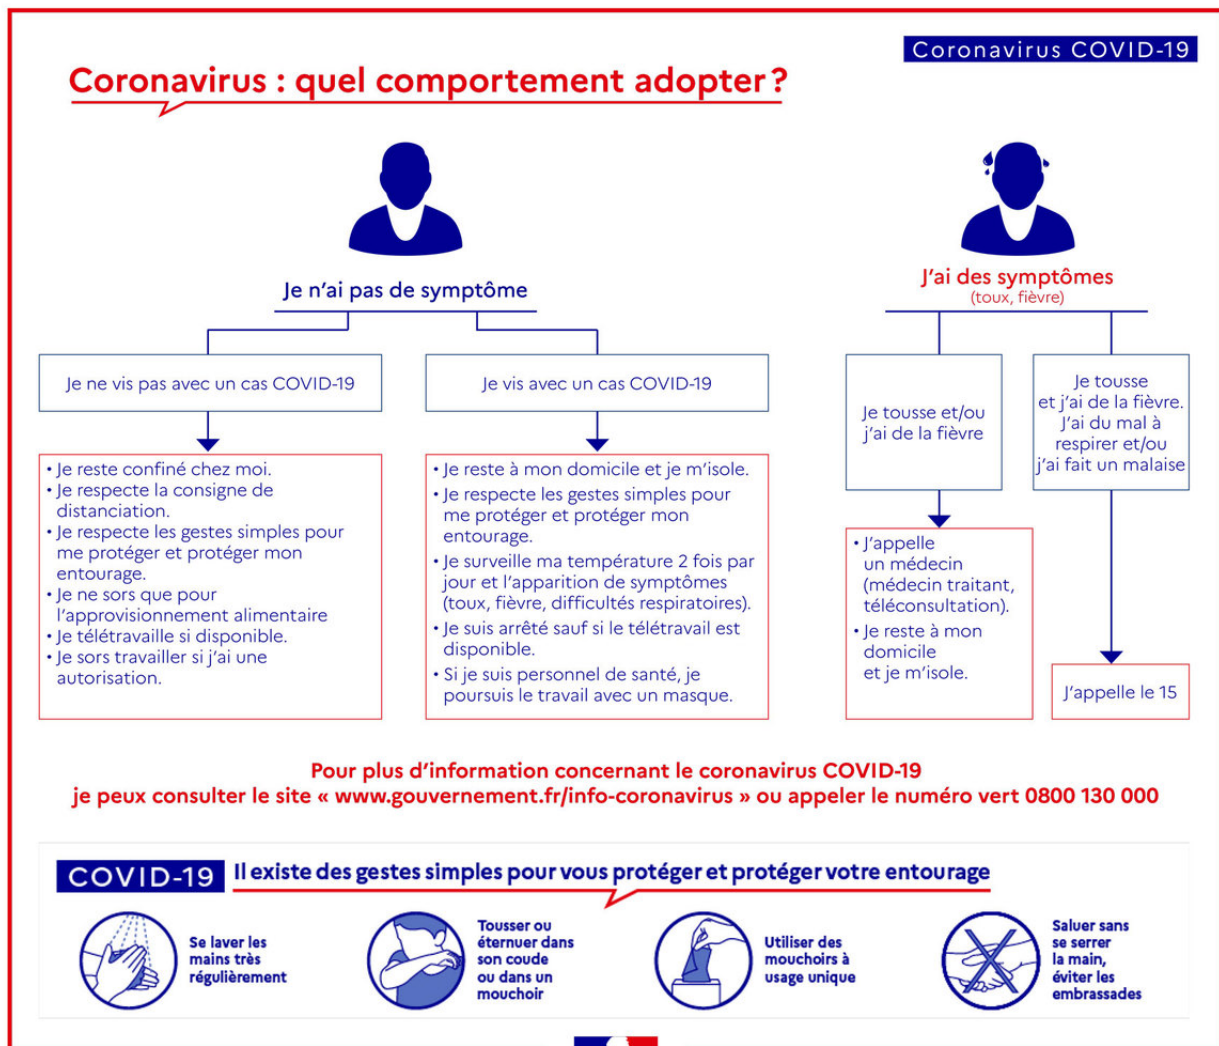 Coronavirus COVID-19
Coronavirus : quel comportement adopter ?
Je n'ai pas de symptôme
Je ne vis pas avec un cas COVID-19
• Je reste confiné chez moi.
• Je respecte la consigne de
distanciation.
• Je respecte les gestes simples pour
me protéger et protéger mon
entourage.
• Je ne sors que pour
l'approvisionnement alimentaire
• Je télétravaille si disponible.
• Je sors travailler si j'ai une
autorisation.
Je vis avec un cas COVID-19
• Je reste à mon domicile et je m'isole.
• Je respecte les gestes simples pour
me protéger et protéger mon
entourage.
• Je surveille ma température 2 fois par
jour et l'apparition de symptômes
(toux, fièvre, difficultés respiratoires).
• Je suis arrêté sauf si le télétravail est
disponible.
• Si je suis personnel de santé, je
poursuis le travail avec un masque.
J'ai des symptômes
(toux, fièvre)
Je tousse et/ou
j'ai de la fièvre
• J'appelle
un médecin
(médecin traitant,
téléconsultation).
• Je reste à mon
domicile
et je m'isole.
Je tousse
et j'ai de la fièvre.
J'ai du mal à
respirer et/ou
j'ai fait un malaise
J'appelle le 15
Pour plus d'information concernant le coronavirus COVID-19
je peux consulter le site « www.gouvernement.fr/info-coronavirus » ou appeler le numéro vert 0800 130 000
COVID-19 Il existe des gestes simples pour vous protéger et protéger votre entourage
Se laver les
mains très
régulièrement
Tousser ou
éternuer dans
son coude
ou dans un
mouchoir
Utiliser des
mouchoirs à
usage unique
Saluer sans
se serrer
la main,
éviter les
embrassades